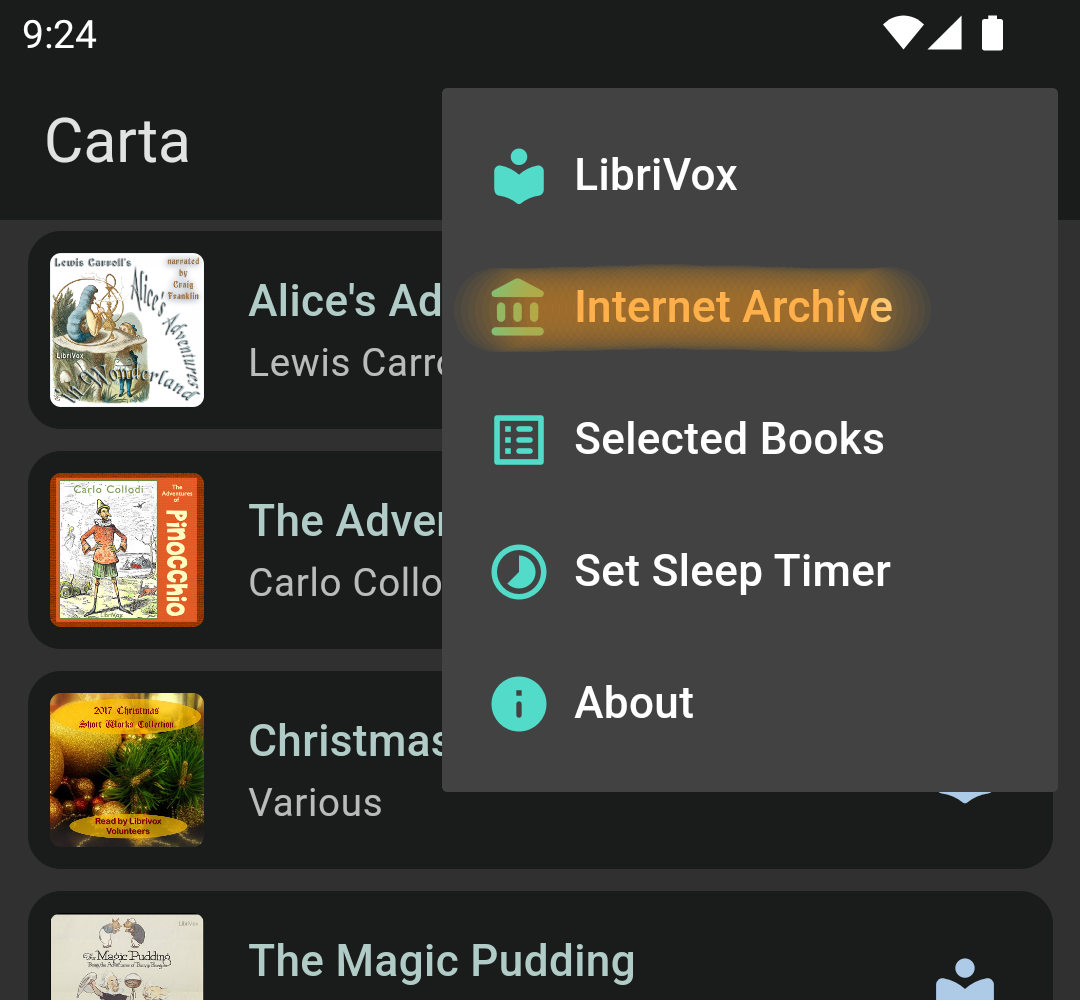 9:24
Carta
LibriVox
Internet Archive
Selected Books
Set Sleep Timer
About
Lewis Carroll's
narrated
by
Craig
Franklin
Alice's
Adventures
in Wonderland
LibriVox
Alice's Ad
Lewis Carro
Carlo Collodi
The
Adventures
of
Pinocchio
LibriVox
The Adver
Carlo Collo
2017 Christmas
Short Works Collection
Read by Librivox
Volunteers
Christmas
Various
LibriVox
The Magic Pudding
The Magic Pudding